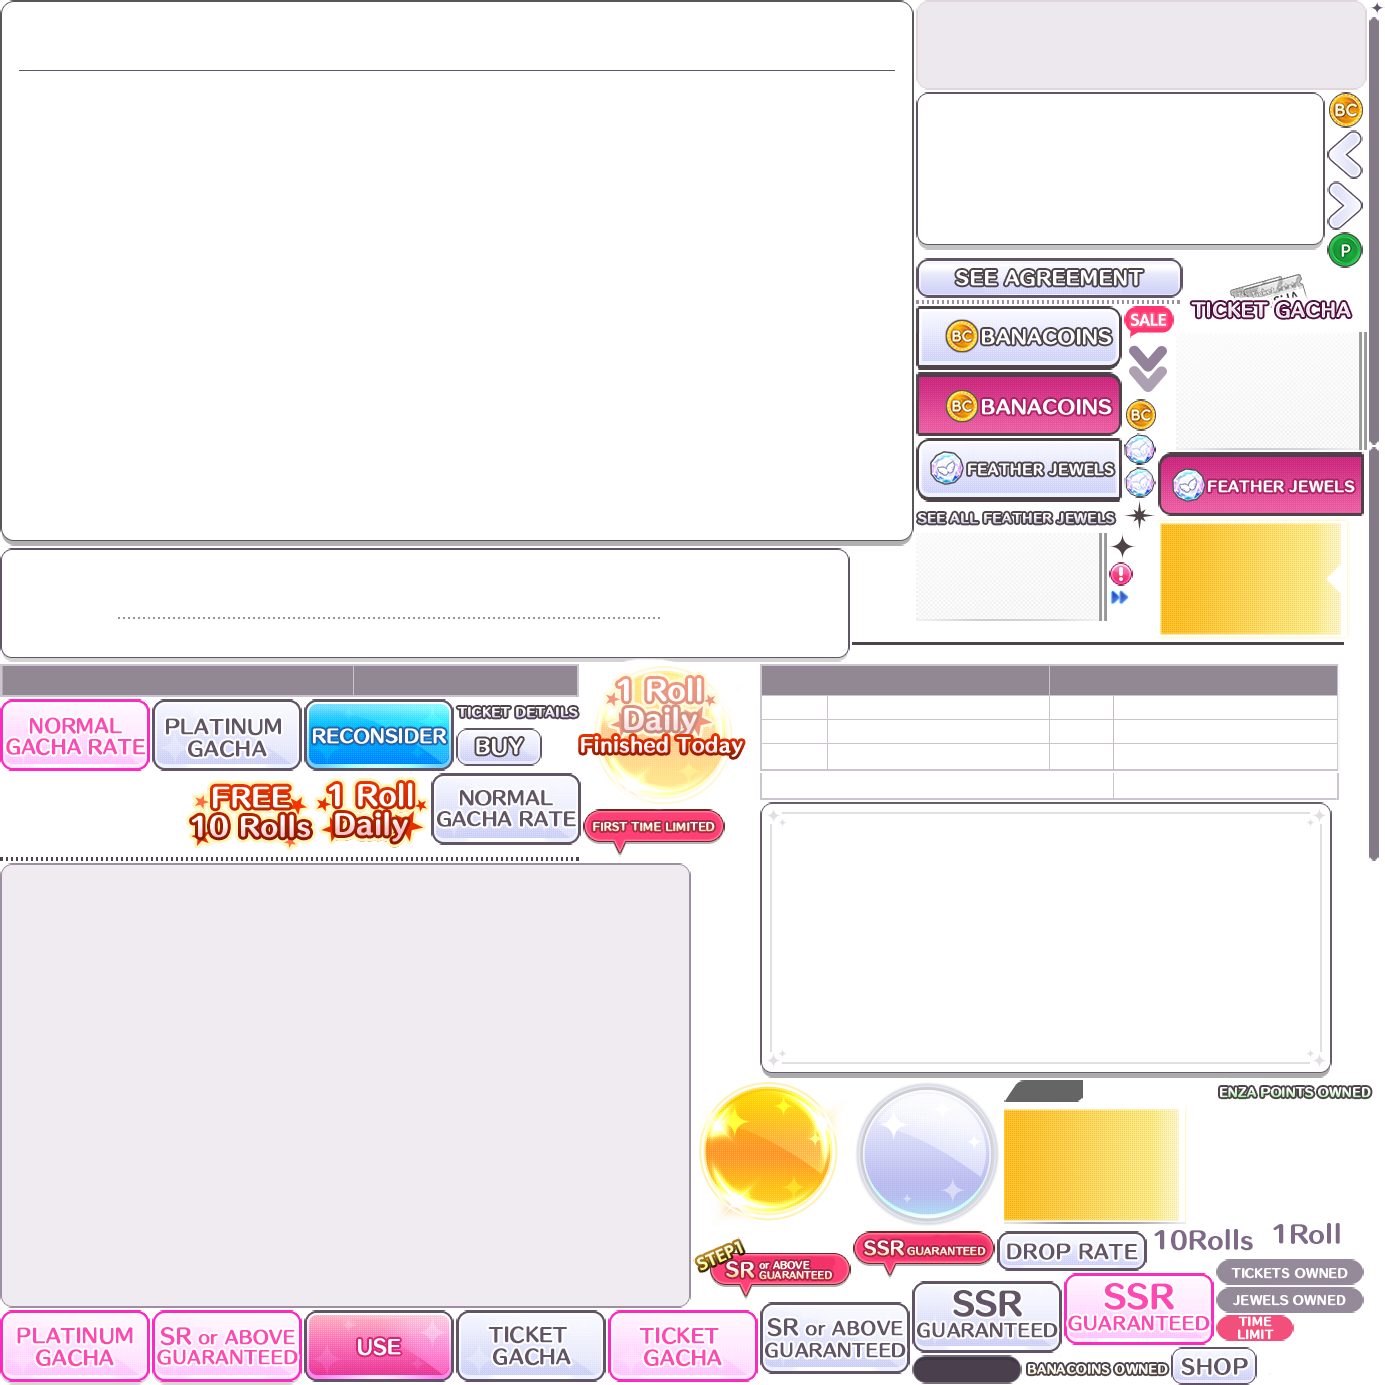 BC
P
SEE AGREEMENT
TICKET GACHA
BC BANACOINS
SALE
BC BANACOINS
BC
FEATHER JEWELS
FEATHER JEWELS
SEE ALL FEATHER JEWELS
1 Roll
Daily
Finished Today
NORMAL
GACHA RATE
PLATINUM
GACHA
RECONSIDER
TICKET DETAILS
BUY
FREE
10 Rolls
1 Roll
Daily
NORMAL
GACHA RATE
FIRST TIME LIMITED
ENZA POINTS OWNED
STEP1
SR or ABOVE
GUARANTEED
SSR GUARANTEED
DROP RATE
10Rolls
1Roll
TICKETS OWNED
JEWELS OWNED
TIME
LIMIT
PLATINUM
GACHA
SR or ABOVE
GUARANTEED
USE
TICKET
GACHA
TICKET
GACHA
SR or ABOVE
GUARANTEED
SSR
GUARANTEED
SSR
GUARANTEED
BANACOINS OWNED
SHOP